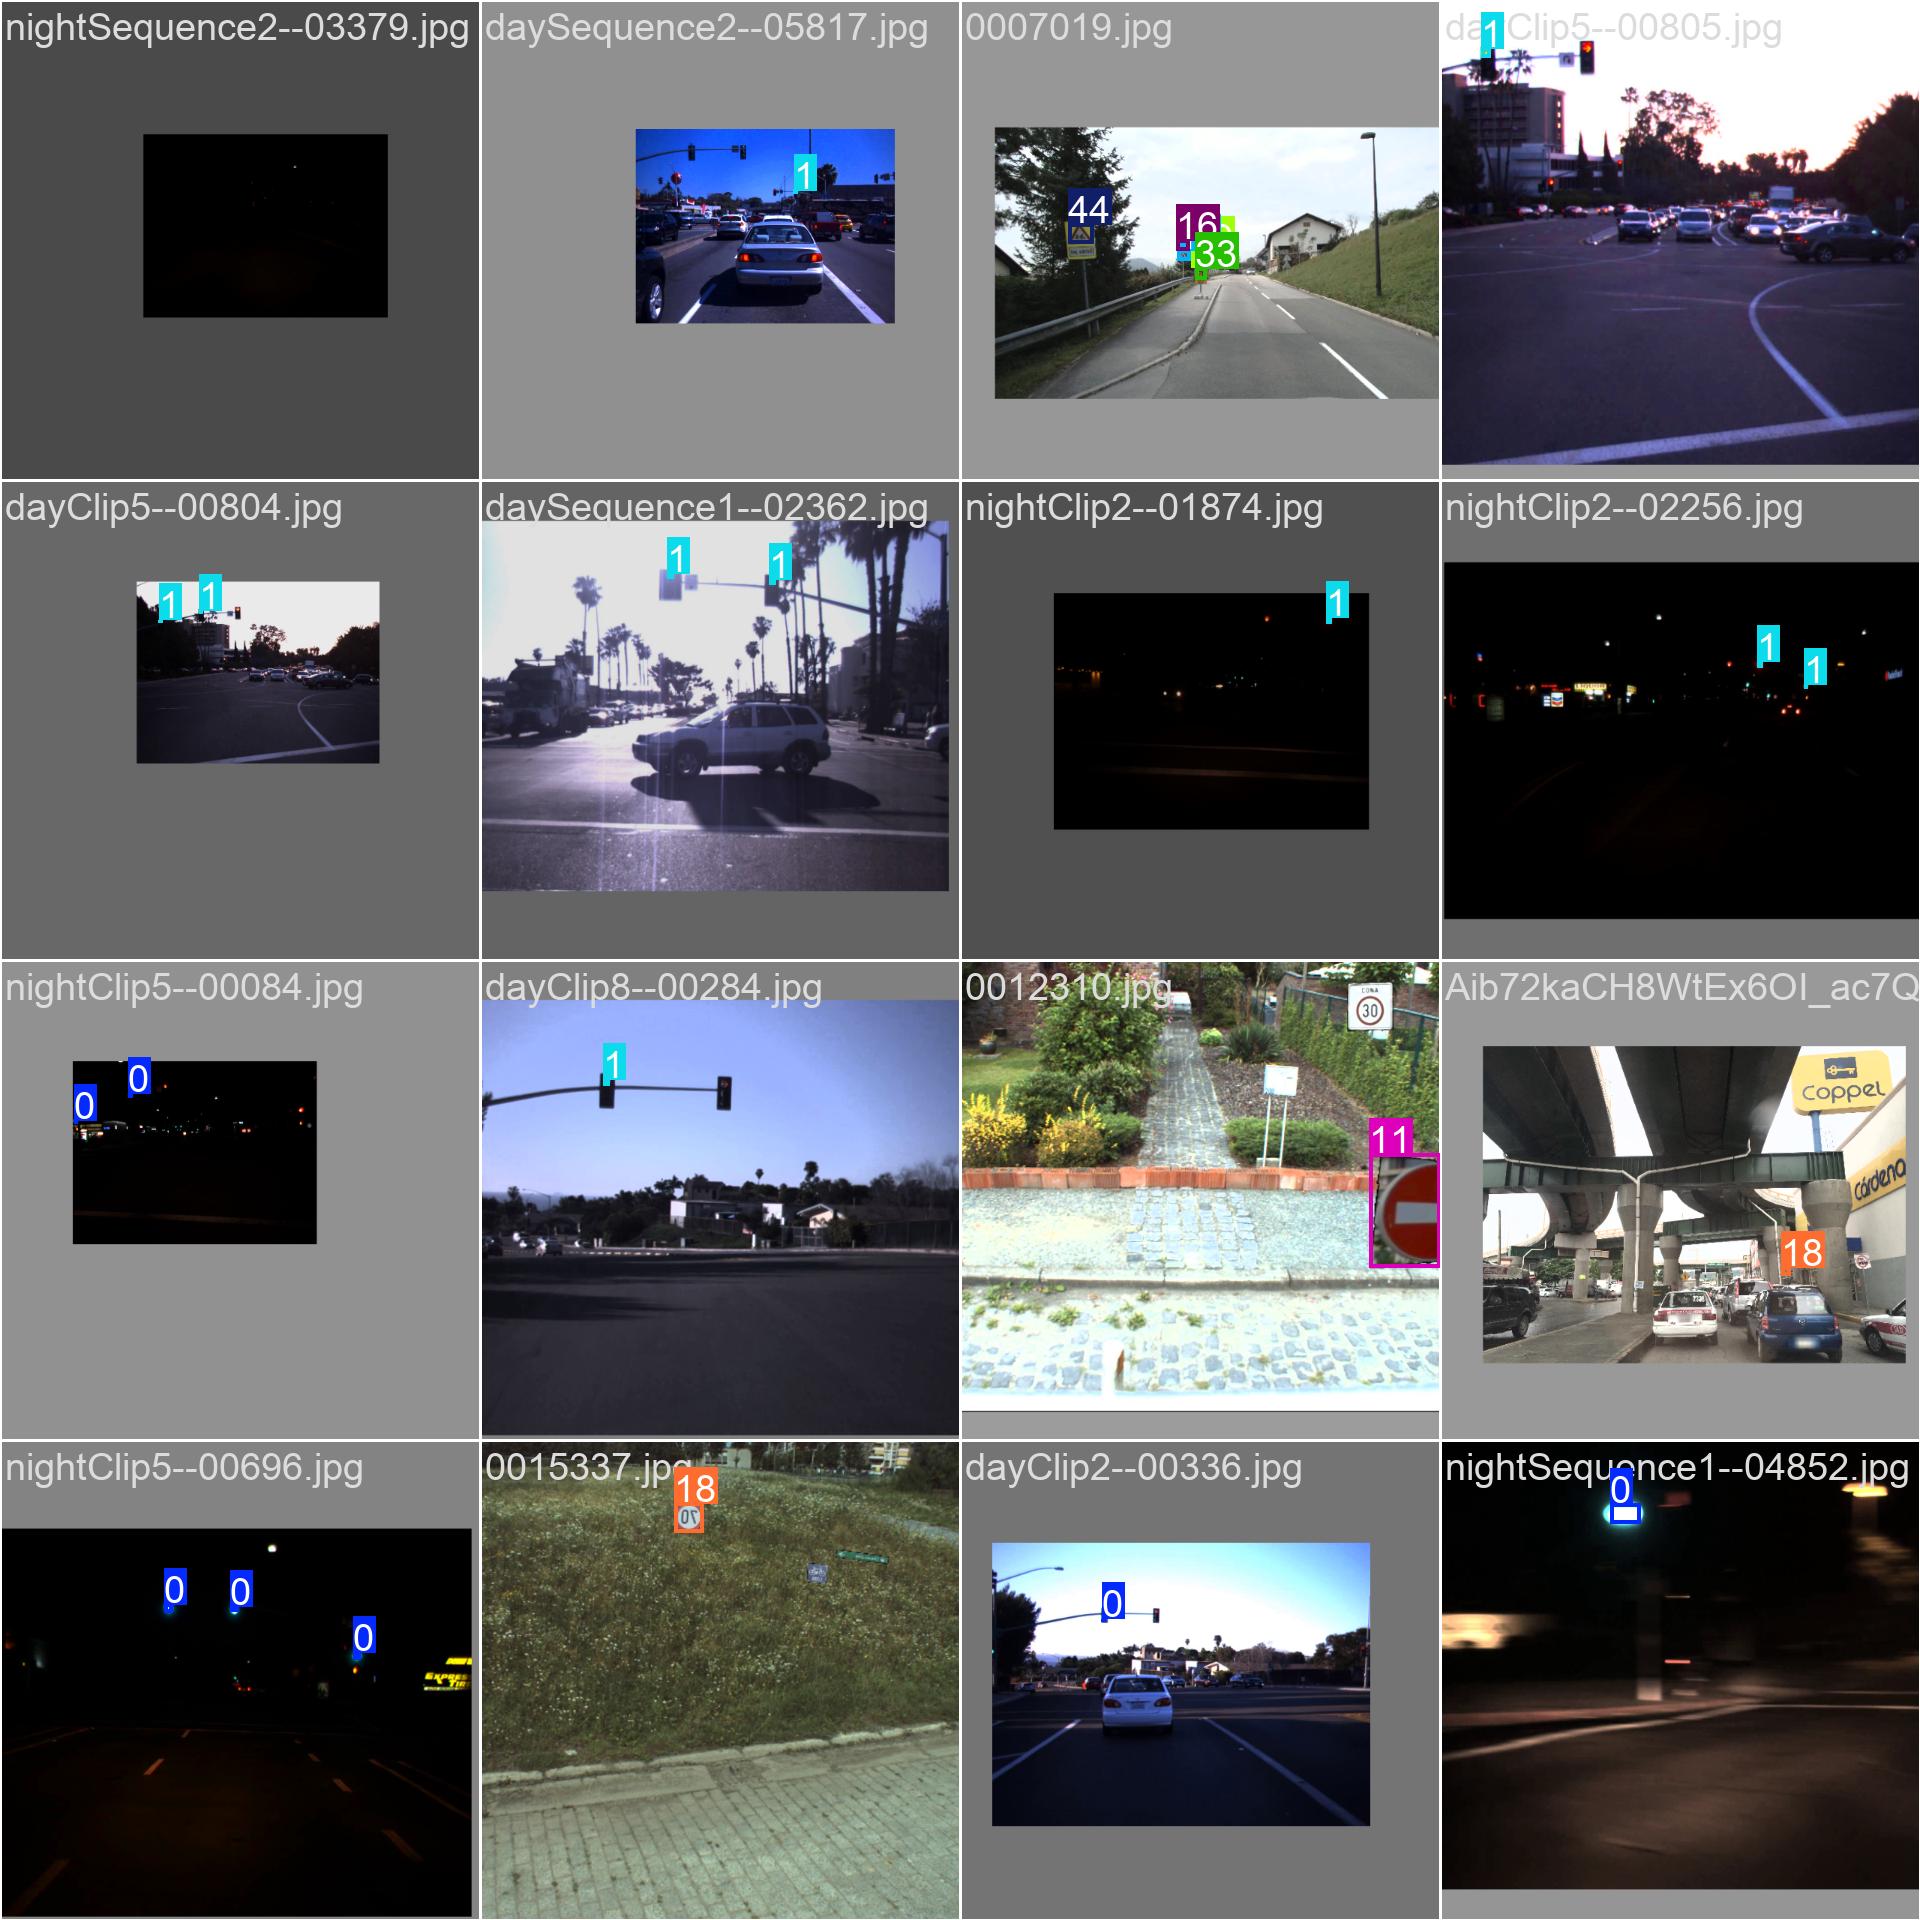 nightSequence2--03379.jpg
daySequence2--05817.jpg
1
0007019.jpg
44
16
33
dayClip5--00805.jpg
1
dayClip5--00804.jpg
1
1
daySequence1--02362.jpg
1
1
nightClip2--01874.jpg
1
nightClip2--02256.jpg
1
1
nightClip5--00084.jpg
0
0
dayClip8--00284.jpg
1
0012310.jpg
30
11
Aib72kaCH8WtEx6OI_ac7Q
coppel
18
nightClip5--00696.jpg
0
0
0
0015337.jpg
18
70
dayClip2--00336.jpg
0
nightSequence1--04852.jpg
0